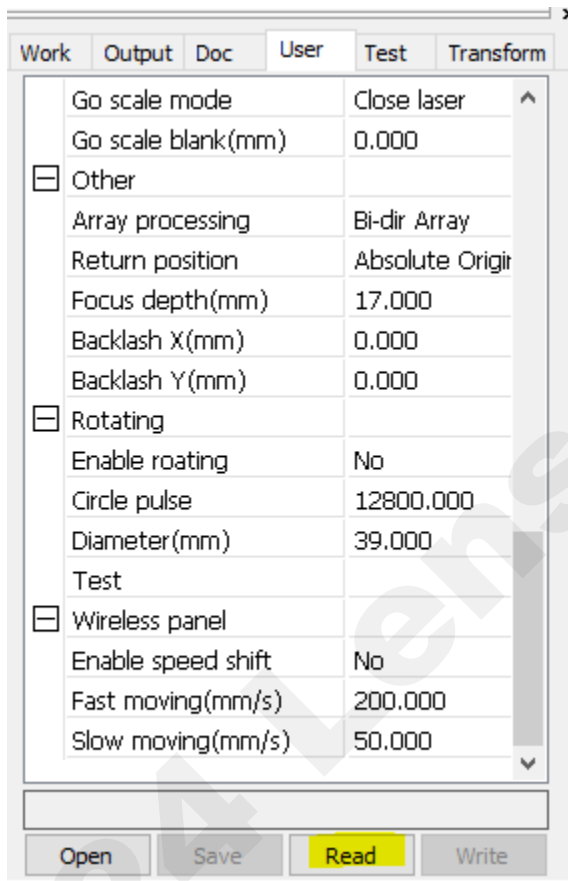 Work Output Doc User Test Transform
Go scale mode Close laser
Go scale blank(mm) 0.000
Other
Array processing Bi-dir Array
Return position Absolute Origin
Focus depth(mm) 17.000
Backlash X(mm) 0.000
Backlash Y(mm) 0.000
Rotating
Enable roating No
Circle pulse 12800.000
Diameter(mm) 39.000
Test
Wireless panel
Enable speed shift No
Fast moving(mm/s) 200.000
Slow moving(mm/s) 50.000
Open Save Read Write